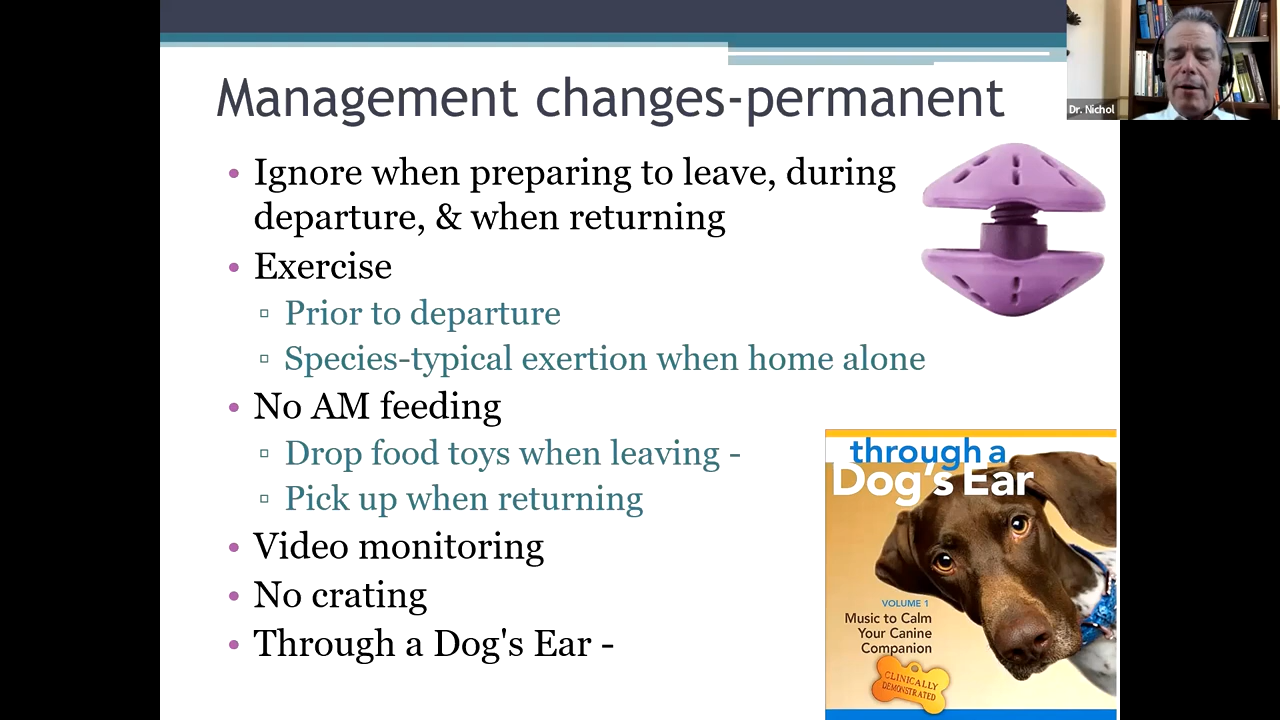 Management changes-permanent
Dr. Nichol
• Ignore when preparing to leave, during
departure, & when returning
• Exercise
▫ Prior to departure
▫ Species-typical exertion when home alone
• No AM feeding
▫ Drop food toys when leaving -
▫ Pick up when returning
• Video monitoring
• No crating
• Through a Dog's Ear -
through a
Dog's Ear
VOLUME 1
Music to Calm
Your Canine
Companion
CLINICALLY
DEMONSTRATED